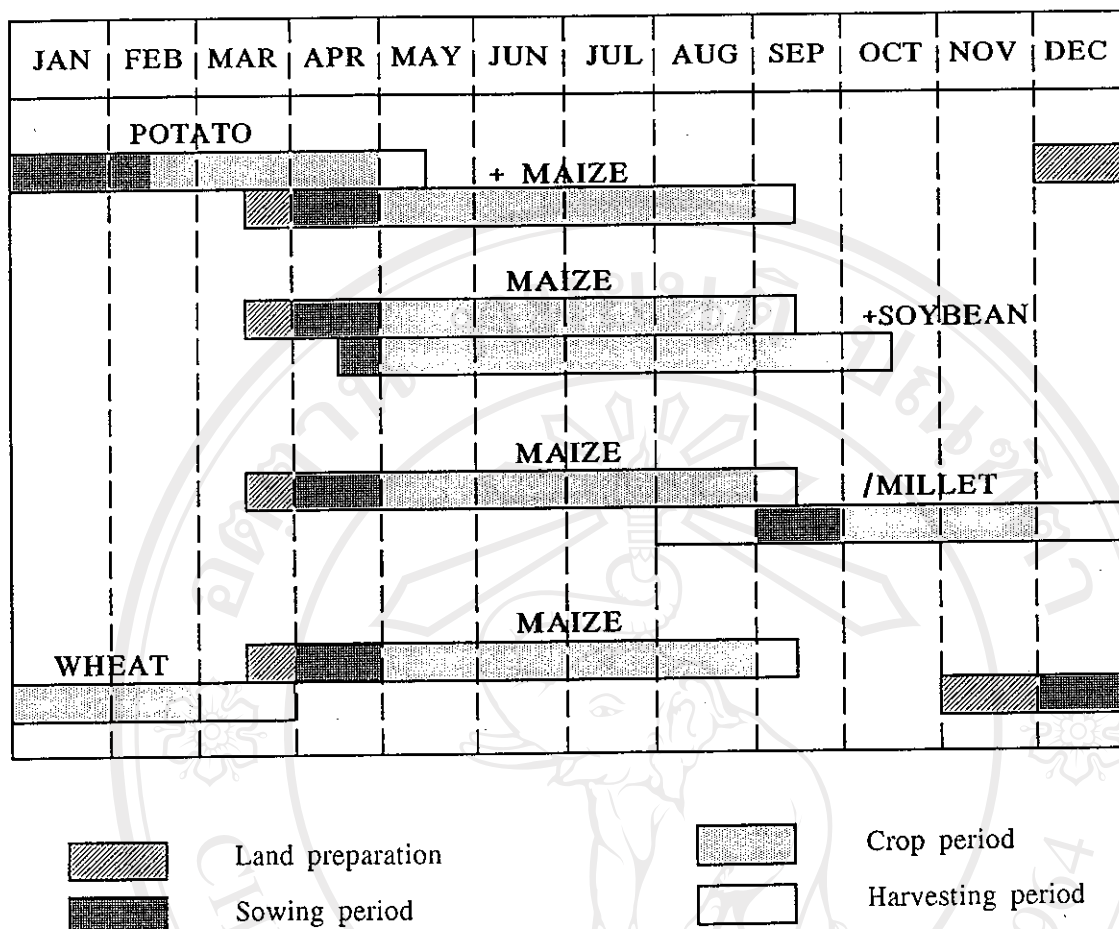 JAN FEB MAR APR MAY JUN JUL AUG SEP OCT NOV DEC
POTATO
+ MAIZE
MAIZE
+SOYBEAN
MAIZE
/MILLET
MAIZE
WHEAT
Land preparation
Crop period
Sowing period
Harvesting period